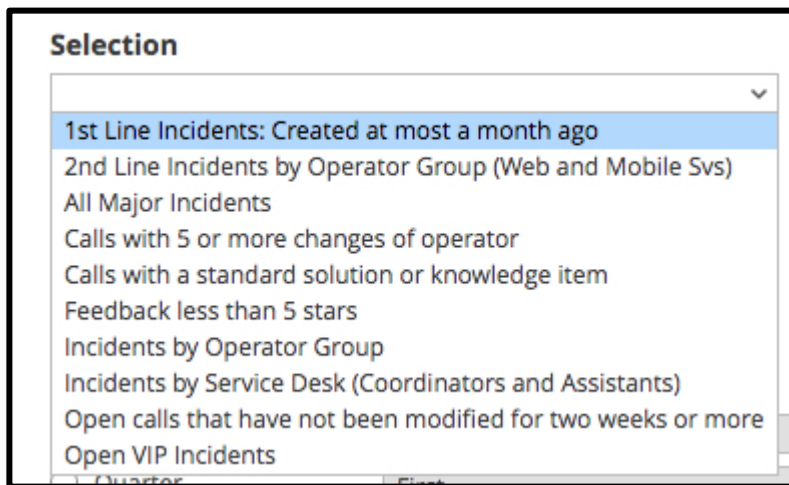 Selection
1st Line Incidents: Created at most a month ago
2nd Line Incidents by Operator Group (Web and Mobile Svs)
All Major Incidents
Calls with 5 or more changes of operator
Calls with a standard solution or knowledge item
Feedback less than 5 stars
Incidents by Operator Group
Incidents by Service Desk (Coordinators and Assistants)
Open calls that have not been modified for two weeks or more
Open VIP Incidents
Quarter First